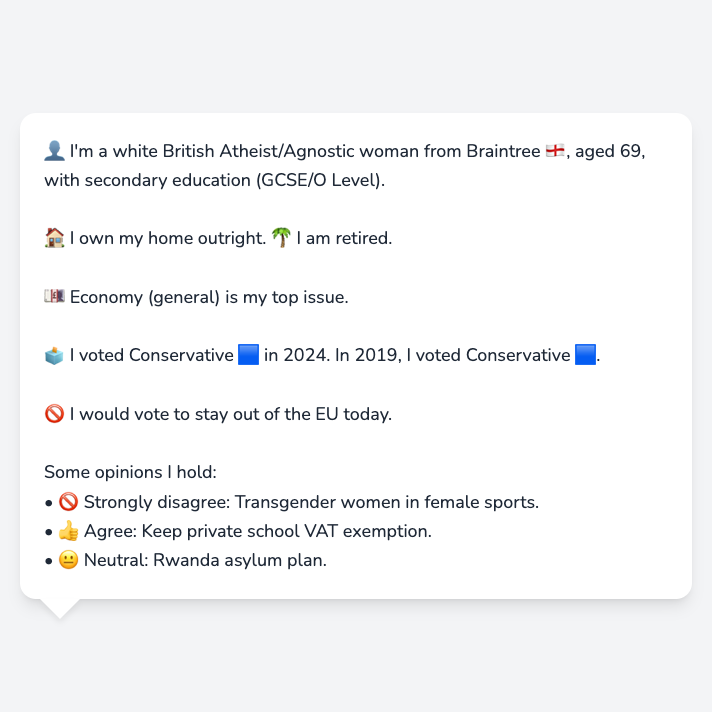 👤 I'm a white British Atheist/Agnostic woman from Braintree 🏴󠁧󠁢󠁥󠁮󠁧󠁿, aged 69,
with secondary education (GCSE/O Level).
🏠 I own my home outright. 🌴 I am retired.
💷 Economy (general) is my top issue.
🗳️ I voted Conservative 🟦 in 2024. In 2019, I voted Conservative 🟦.
🚫 I would vote to stay out of the EU today.
Some opinions I hold:
• 🚫 Strongly disagree: Transgender women in female sports.
• 👍 Agree: Keep private school VAT exemption.
• 😐 Neutral: Rwanda asylum plan.